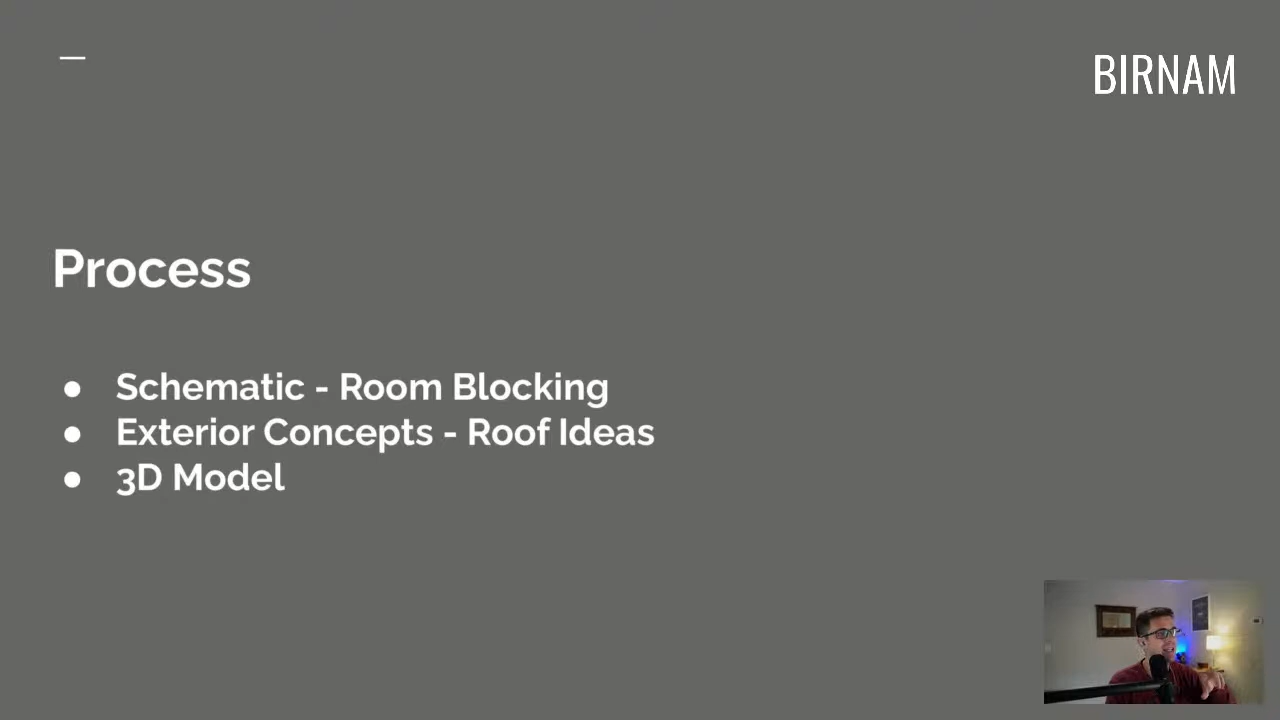 BIRNAM
Process
● Schematic - Room Blocking
● Exterior Concepts - Roof Ideas
● 3D Model